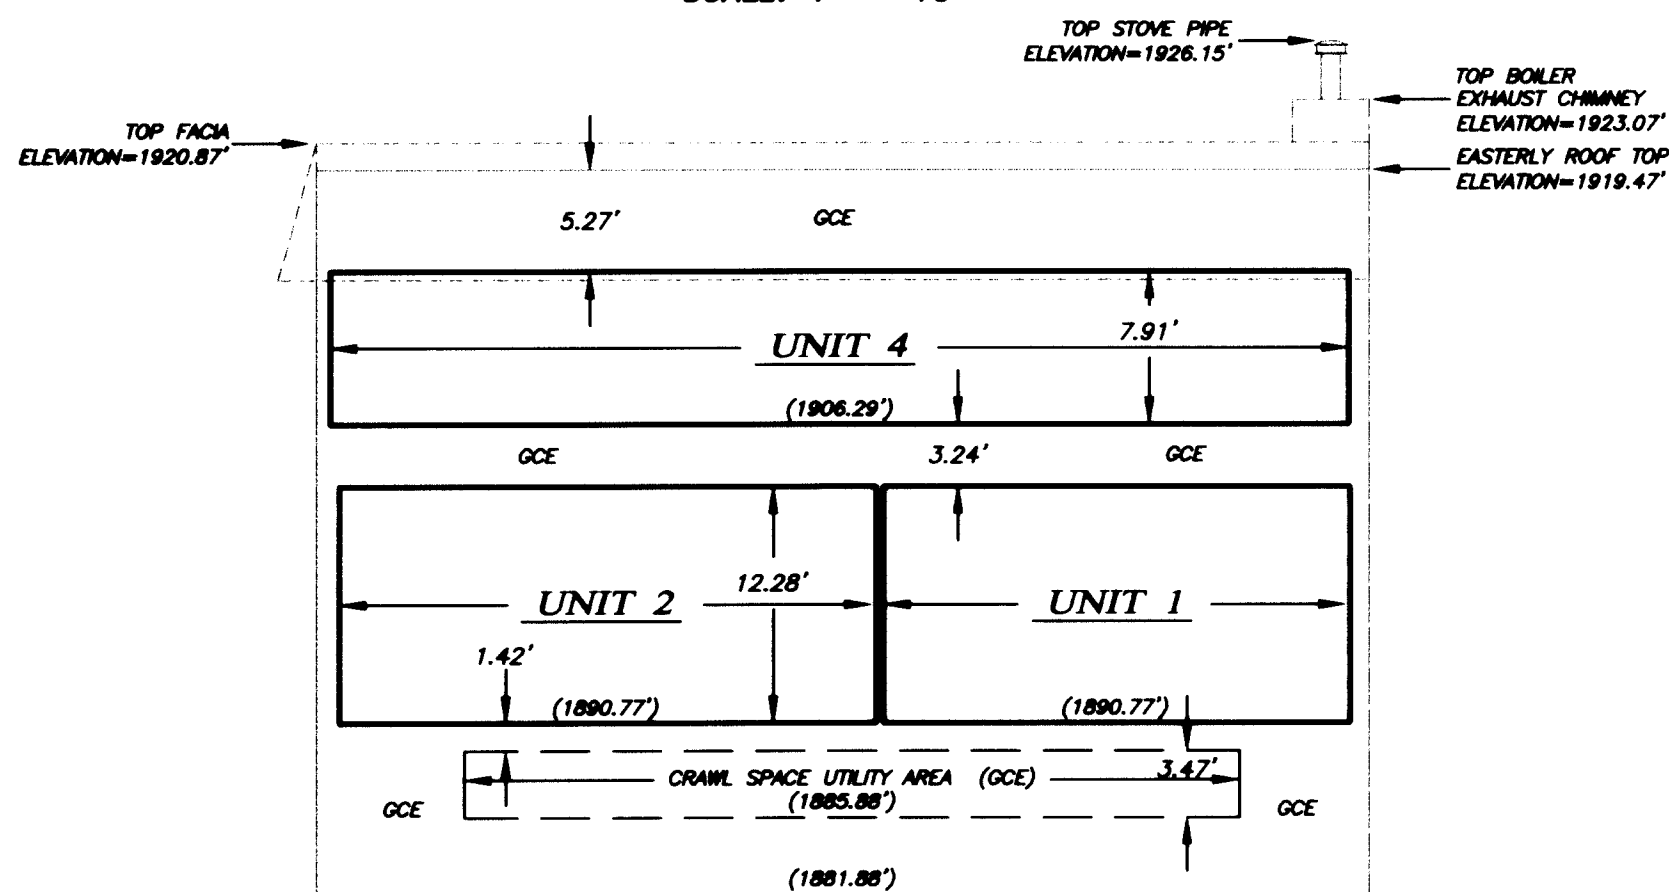 TOP STOVE PIPE
ELEVATION=1926.15'
TOP BOILER
EXHAUST CHIMNEY
ELEVATION=1923.07'
TOP FACIA
ELEVATION=1920.87'
EASTERLY ROOF TOP
ELEVATION=1919.47'
5.27'
GCE
UNIT 4
7.91'
(1906.29')
GCE
3.24'
GCE
UNIT 2
12.28'
UNIT 1
1.42'
(1890.77')
(1890.77')
CRAWL SPACE UTILITY AREA (GCE)
3.47'
(1885.88')
GCE
GCE
(1881.88')